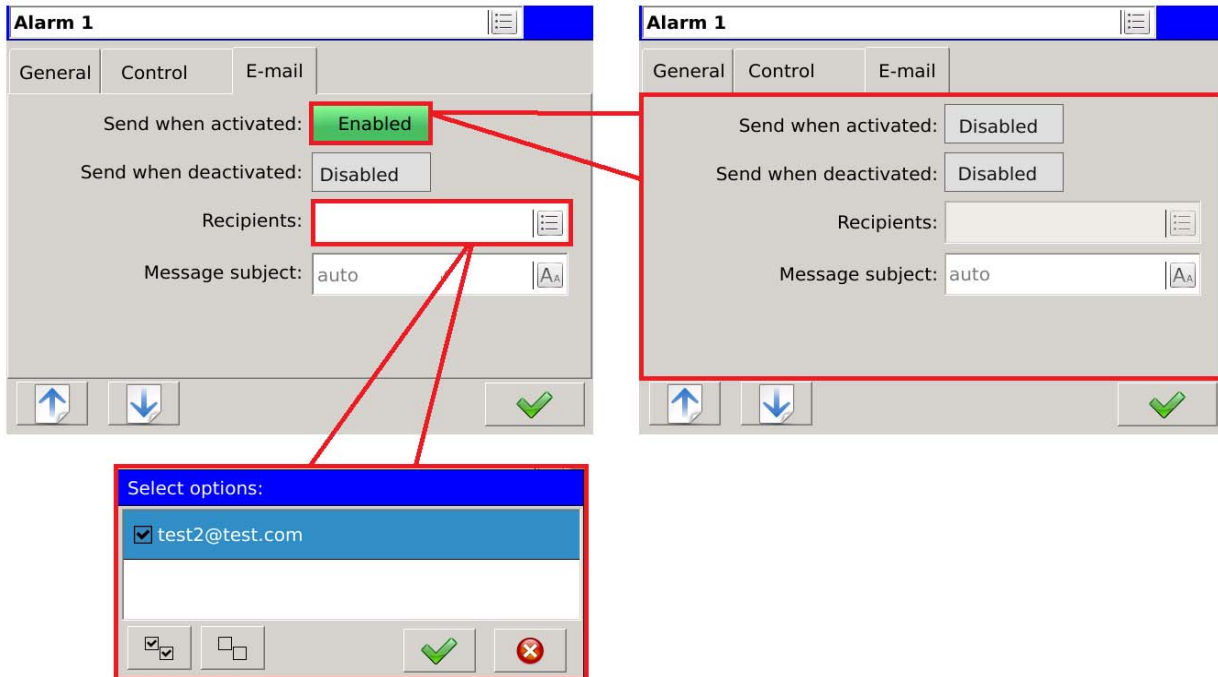 Alarm 1
General Control E-mail
Send when activated: Enabled
Send when deactivated: Disabled
Recipients:
Message subject: auto
Alarm 1
General Control E-mail
Send when activated: Disabled
Send when deactivated: Disabled
Recipients:
Message subject: auto
Select options:
test2@test.com